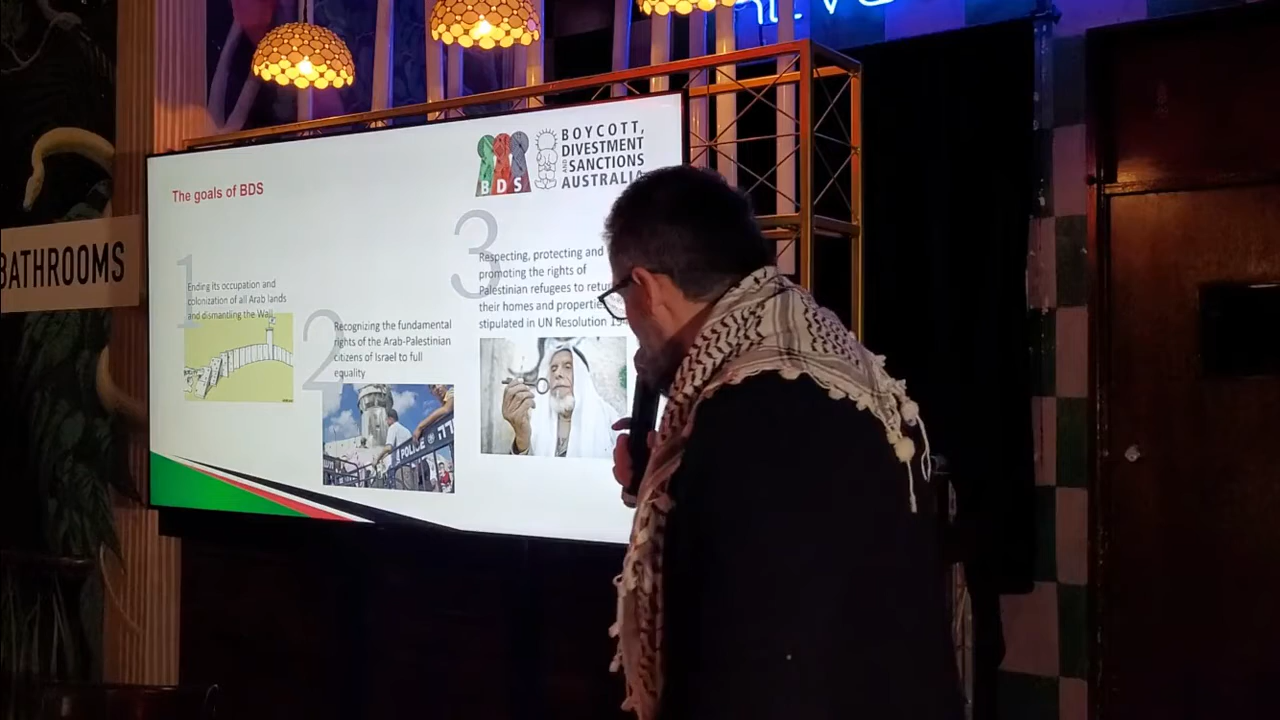 BOYCOTT,
DIVESTMENT
AND SANCTIONS
AUSTRALIA
BDS
The goals of BDS
BATHROOMS
1
Ending its occupation and
colonization of all Arab lands
and dismantling the Wall
2
Recognizing the fundamental
rights of the Arab-Palestinian
citizens of Israel to full
equality
POLICE
3
Respecting, protecting and
promoting the rights of
Palestinian refugees to
their homes and
stipulated in UN Resolution